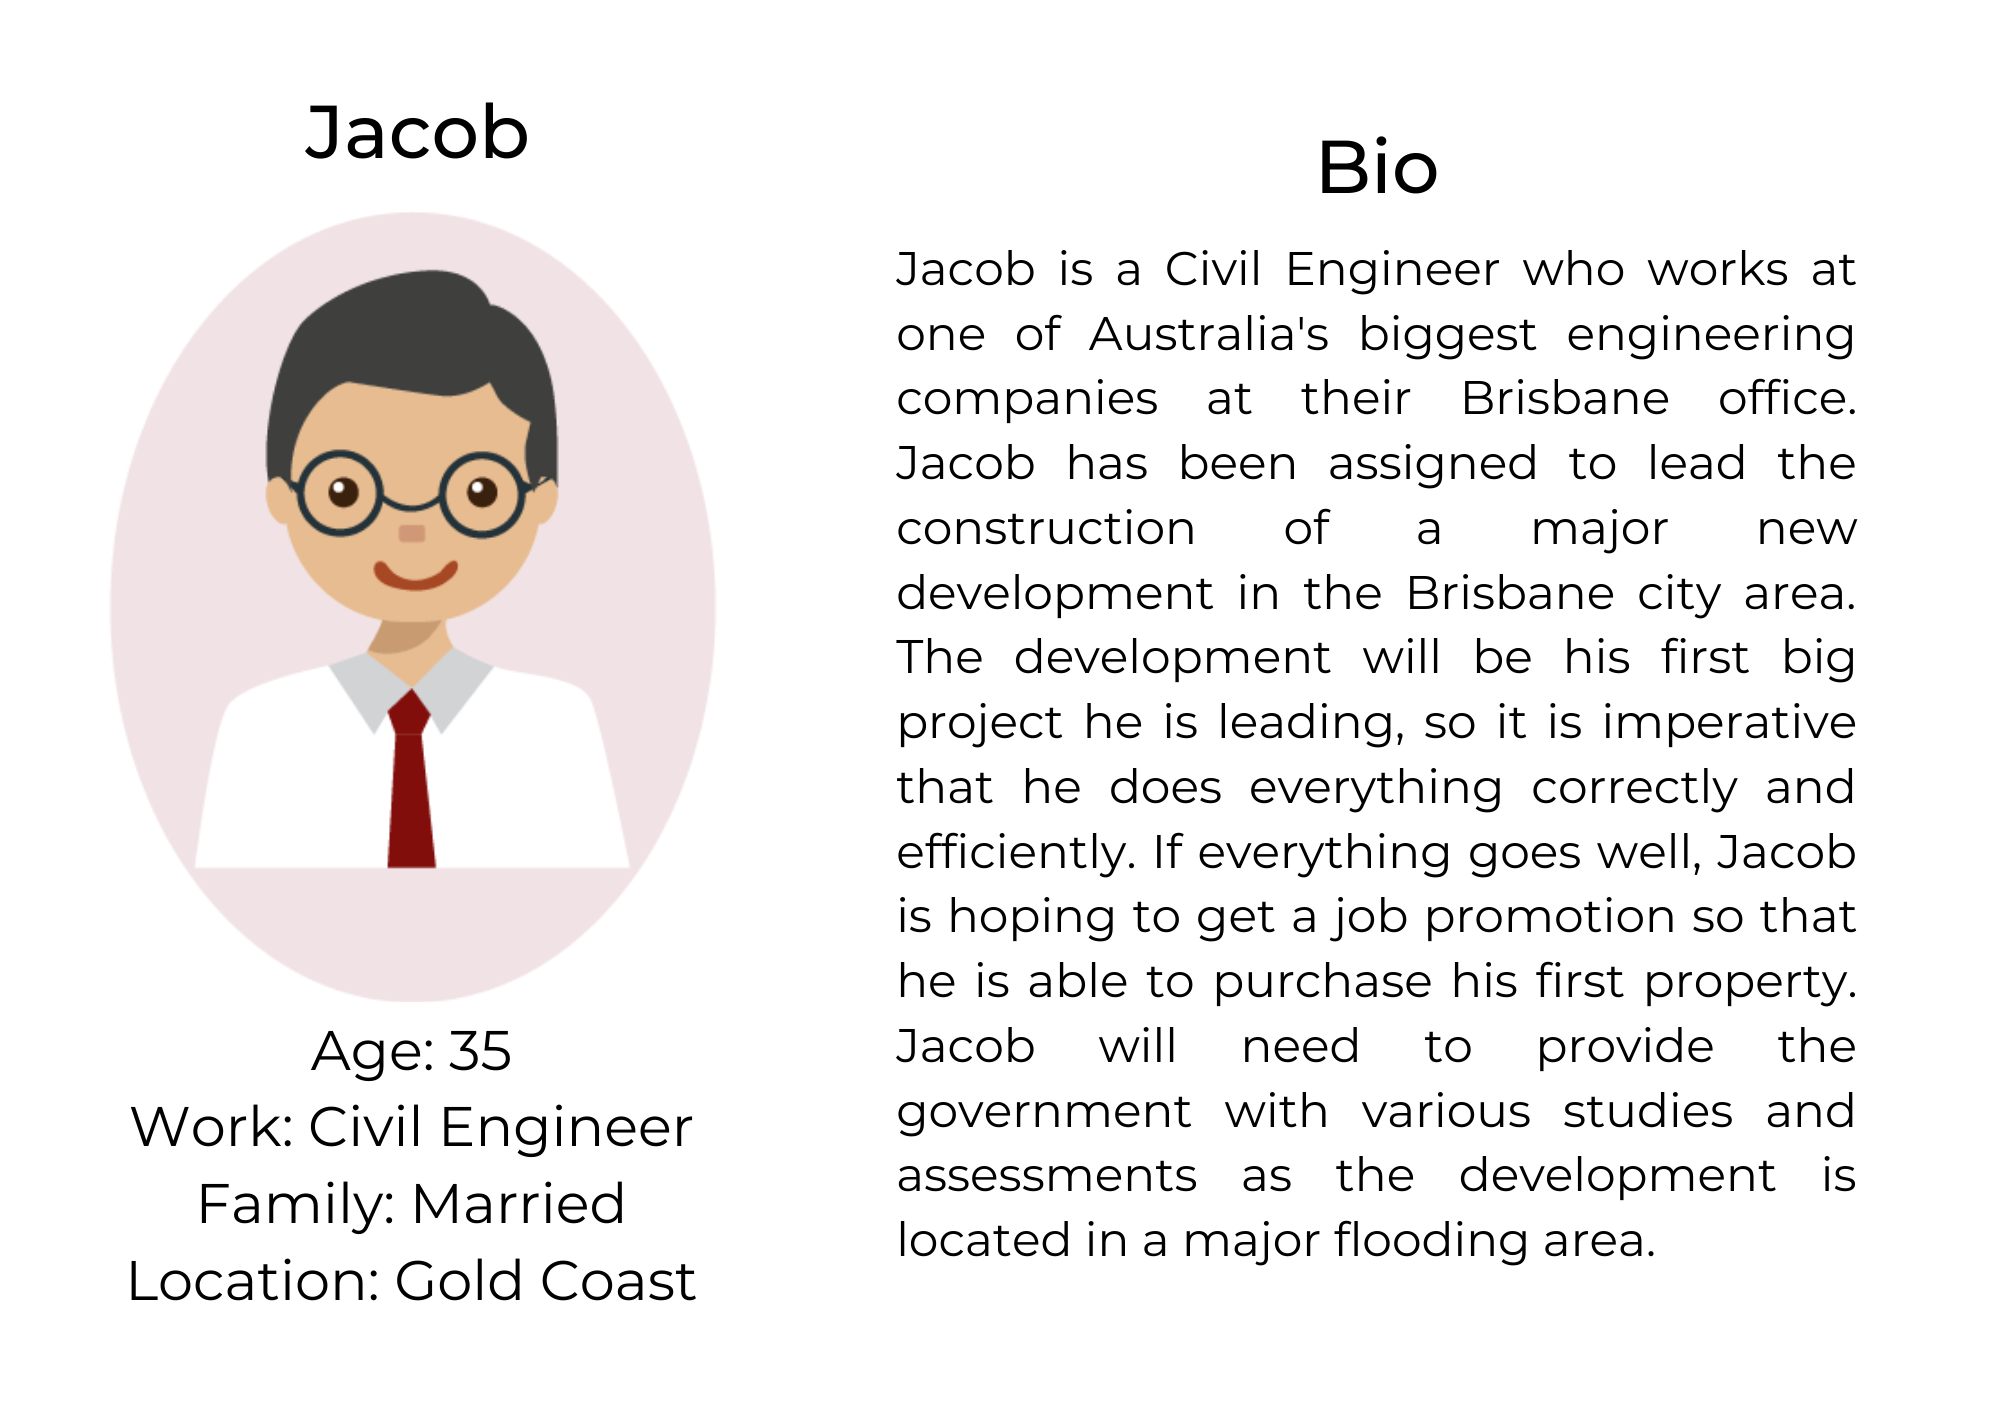 Jacob
Age: 35
Work: Civil Engineer
Family: Married
Location: Gold Coast
Bio
Jacob is a Civil Engineer who works at
one of Australia's biggest engineering
companies at their Brisbane office.
Jacob has been assigned to lead the
construction of a major new
development in the Brisbane city area.
The development will be his first big
project he is leading, so it is imperative
that he does everything correctly and
efficiently. If everything goes well, Jacob
is hoping to get a job promotion so that
he is able to purchase his first property.
Jacob will need to provide the
government with various studies and
assessments as the development is
located in a major flooding area.